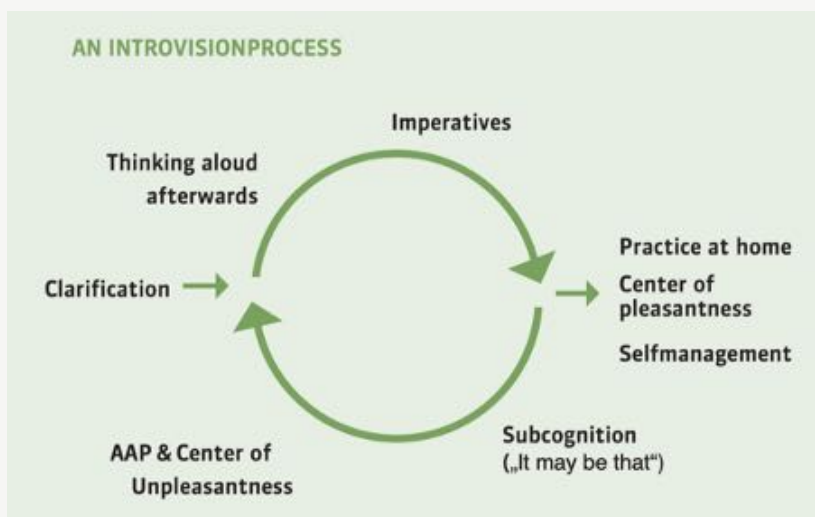 AN INTROVISIONPROCESS
Imperatives
Thinking aloud
afterwards
Clarification
Practice at home
Center of
pleasantness
Selfmanagement
Subcognition
(„It may be that“)
AAP & Center of
Unpleasantness